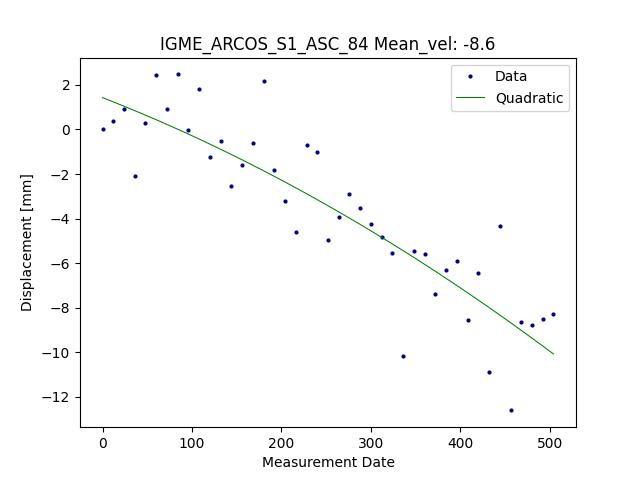 IGME_ARCOS_S1_ASC_84 Mean_vel: -8.6
Data
Quadratic
2
0
−2
−4
−6
−8
−10
−12
Displacement [mm]
0 100 200 300 400 500
Measurement Date